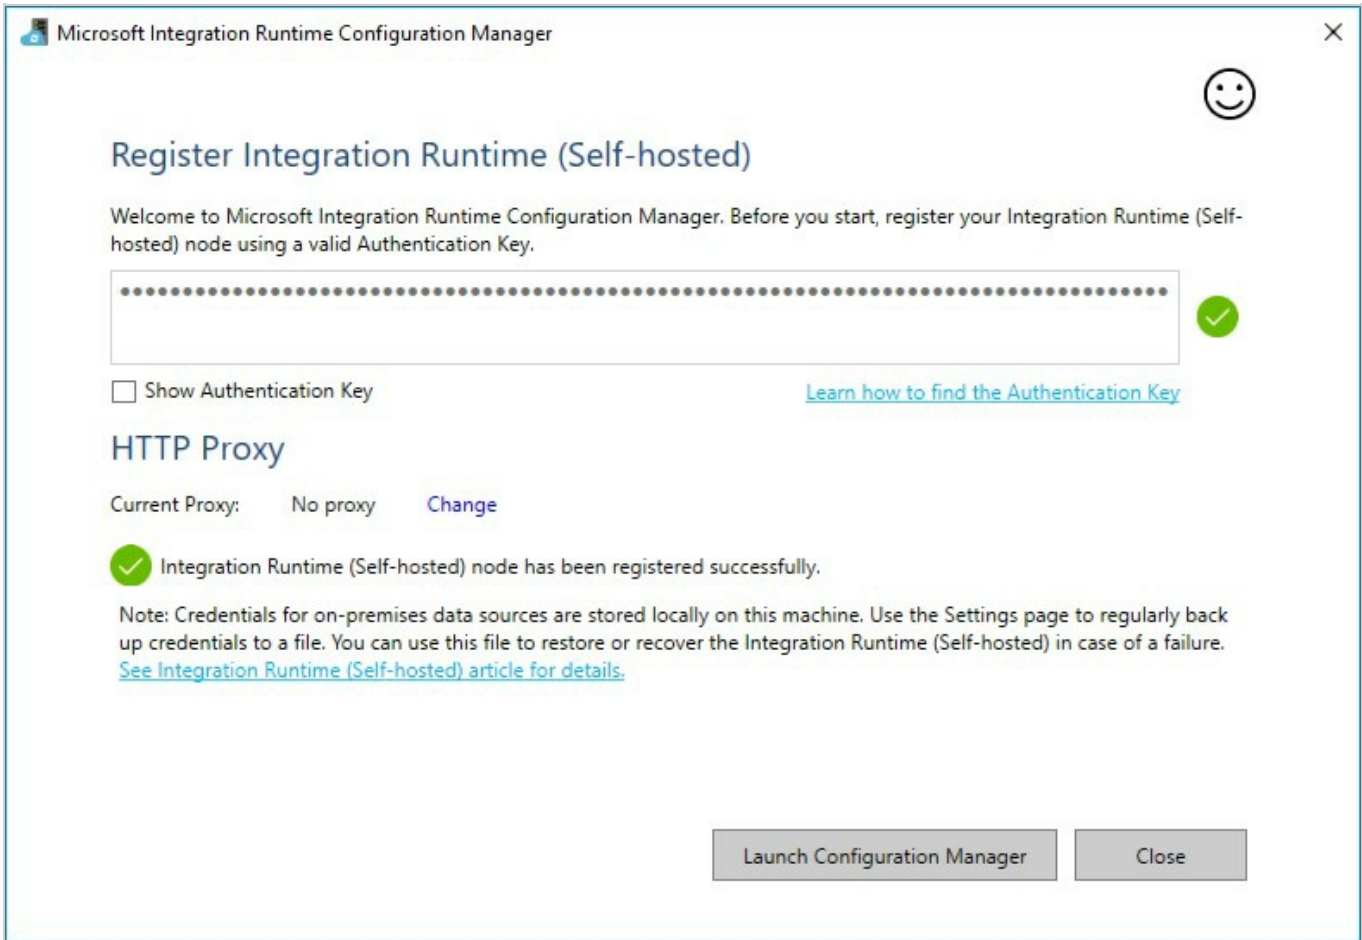 Microsoft Integration Runtime Configuration Manager
Register Integration Runtime (Self-hosted)
Welcome to Microsoft Integration Runtime Configuration Manager. Before you start, register your Integration Runtime (Self-
hosted) node using a valid Authentication Key.
••••••••••••••••••••••••••••••••••••••••••••••••••••••••••••••••••••••••••••••••••••
Show Authentication Key Learn how to find the Authentication Key
HTTP Proxy
Current Proxy: No proxy Change
Integration Runtime (Self-hosted) node has been registered successfully.
Note: Credentials for on-premises data sources are stored locally on this machine. Use the Settings page to regularly back
up credentials to a file. You can use this file to restore or recover the Integration Runtime (Self-hosted) in case of a failure.
See Integration Runtime (Self-hosted) article for details.
Launch Configuration Manager Close